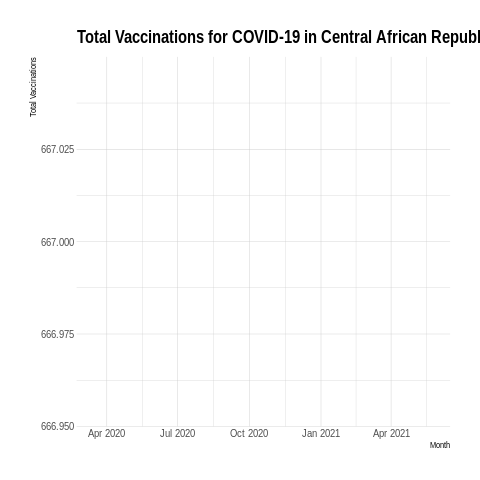 Total Vaccinations for COVID-19 in Central African Republ
Total Vaccinations
667.025
667.000
666.975
666.950
Apr 2020 Jul 2020 Oct 2020 Jan 2021 Apr 2021
Month